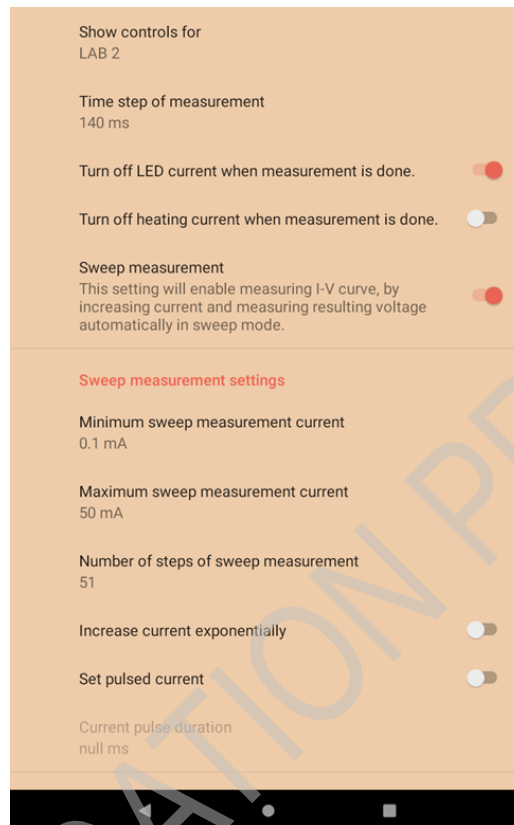 Show controls for
LAB 2
Time step of measurement
140 ms
Turn off LED current when measurement is done.
Turn off heating current when measurement is done.
Sweep measurement
This setting will enable measuring I-V curve, by
increasing current and measuring resulting voltage
automatically in sweep mode.
Sweep measurement settings
Minimum sweep measurement current
0.1 mA
Maximum sweep measurement current
50 mA
Number of steps of sweep measurement
51
Increase current exponentially
Set pulsed current
Current pulse duration
null ms